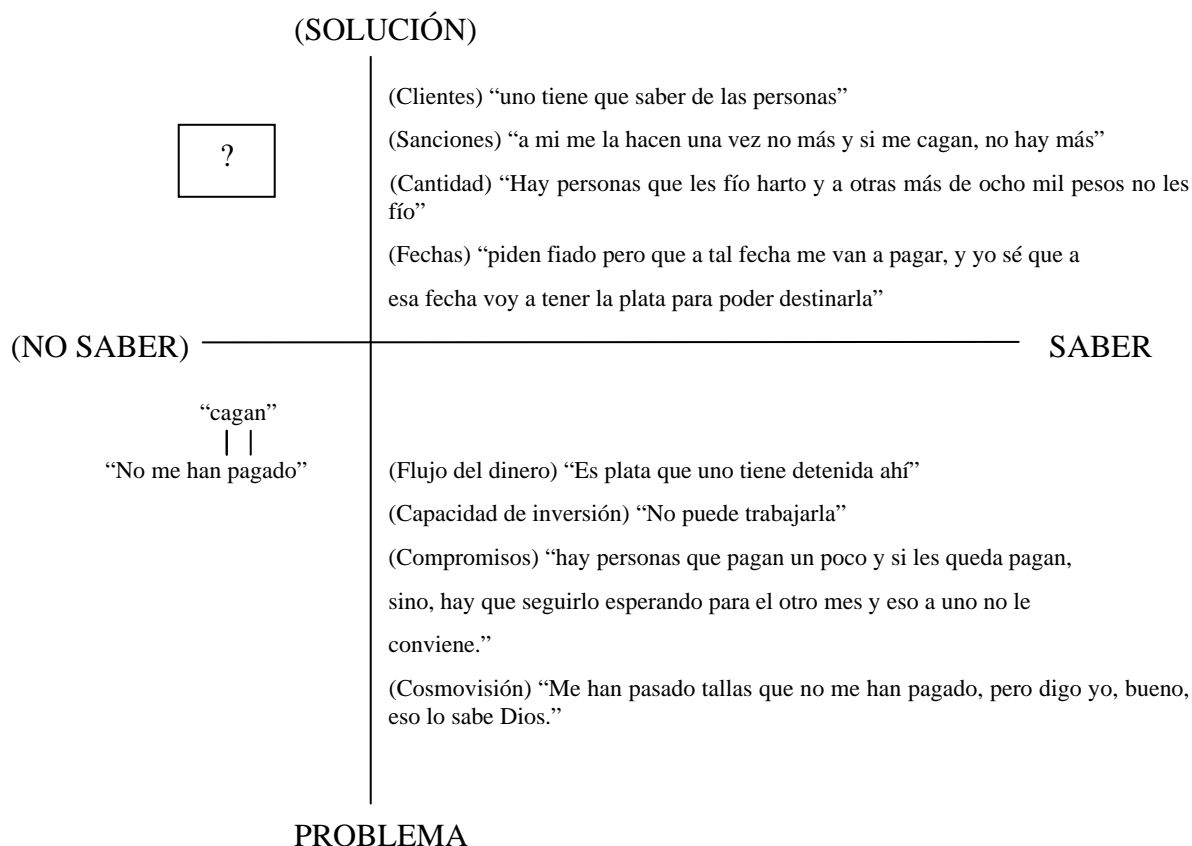 (SOLUCIÓN)
(Clientes) “uno tiene que saber de las personas”
(Sanciones) “a mi me la hacen una vez no más y si me cagan, no hay más”
?
(Cantidad) “Hay personas que les fío harto y a otras más de ocho mil pesos no les
fío”
(Fechas) “piden fiado pero que a tal fecha me van a pagar, y yo sé que a
esa fecha voy a tener la plata para poder destinarla”
(NO SABER)
SABER
“cagan”
“No me han pagado”
(Flujo del dinero) “Es plata que uno tiene detenida ahí”
(Capacidad de inversión) “No puede trabajarla”
(Compromisos) “hay personas que pagan un poco y si les queda pagan,
sino, hay que seguirlo esperando para el otro mes y eso a uno no le
conviene.”
(Cosmovisión) “Me han pasado tallas que no me han pagado, pero digo yo, bueno,
eso lo sabe Dios.”
PROBLEMA